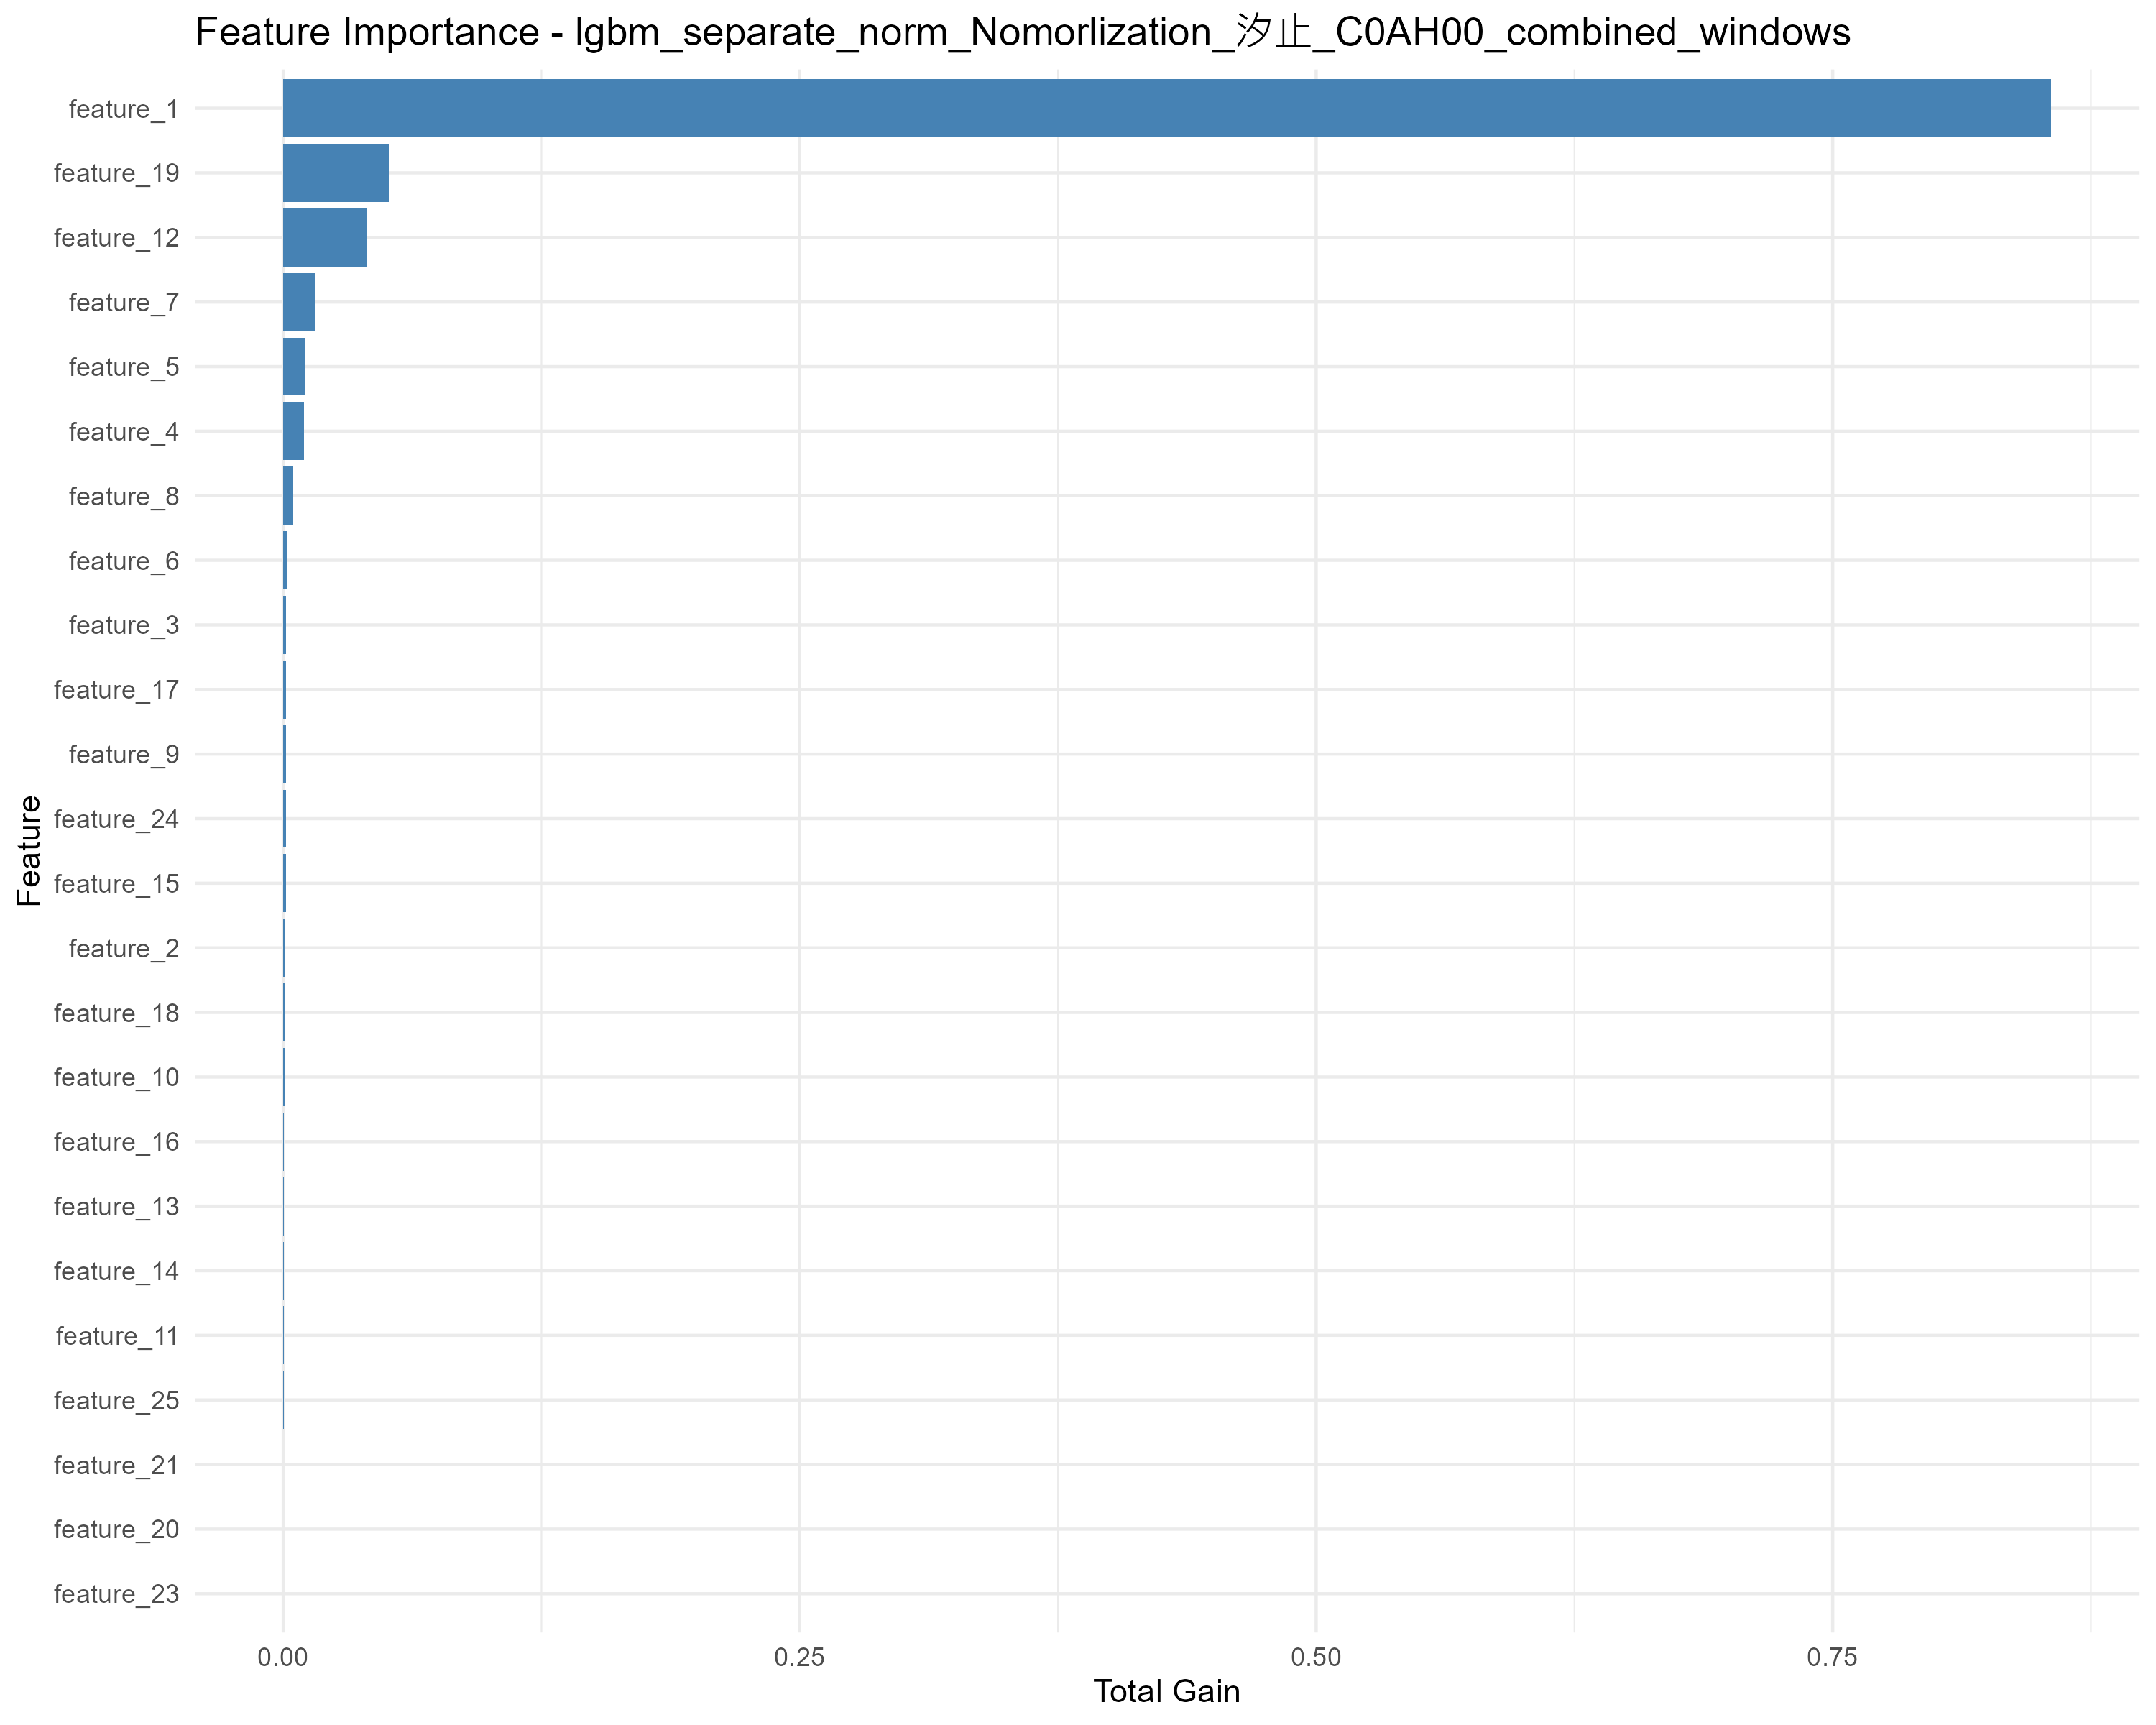 Feature Importance - lgbm_separate_norm_Nomorlization_汐止_C0AH00_combined_windows
feature_1
feature_19
feature_12
feature_7
feature_5
feature_4
feature_8
feature_6
feature_3
feature_17
feature_9
feature_24
feature_15
feature_2
feature_18
feature_10
feature_16
feature_13
feature_14
feature_11
feature_25
feature_21
feature_20
feature_23
Feature
0.00 0.25 0.50 0.75
Total Gain